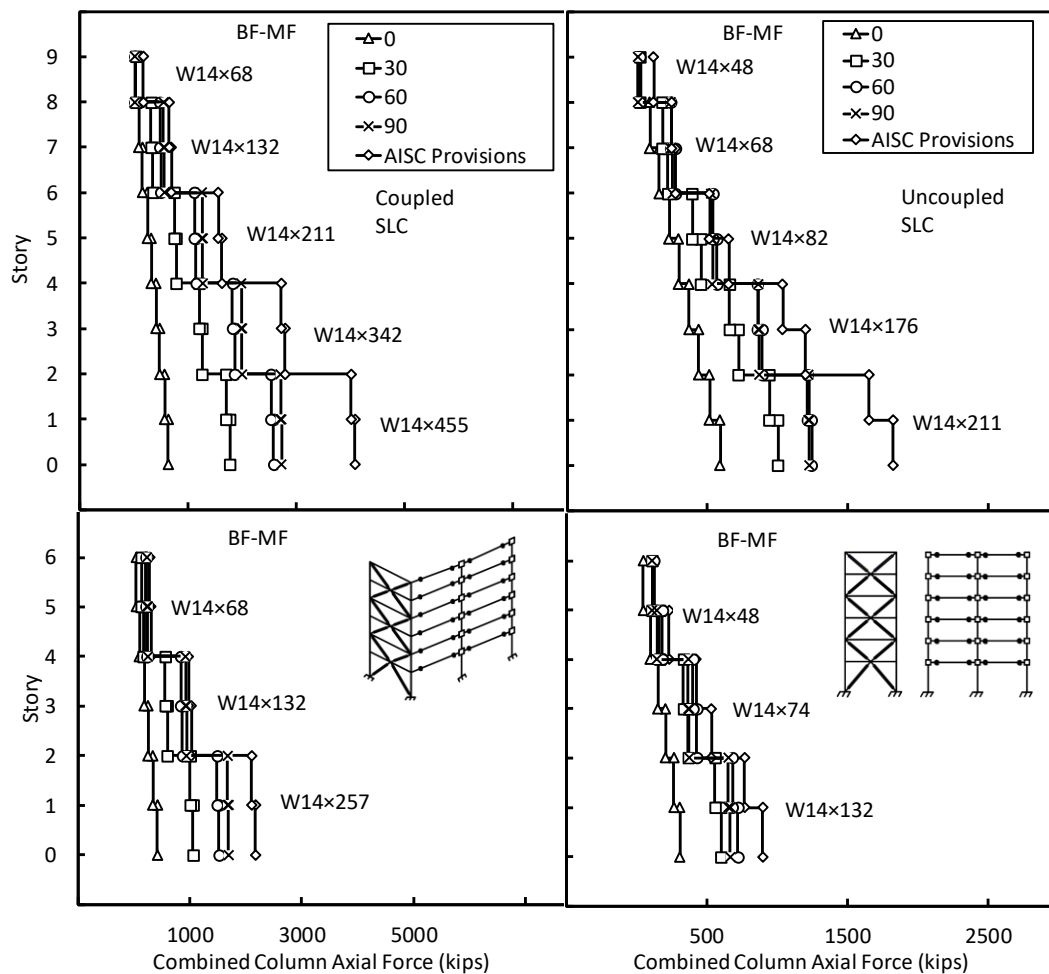 BF-MF
0
30
60
90
AISC Provisions
Coupled
SLC
W14×68
W14×132
W14×211
W14×342
W14×455
9
8
7
6
5
4
3
2
1
0
Story
BF-MF
0
30
60
90
AISC Provisions
Uncoupled
SLC
W14×48
W14×68
W14×82
W14×176
W14×211
BF-MF
W14×68
W14×132
W14×257
6
5
4
3
2
1
0
Story
1000
3000
5000
Combined Column Axial Force (kips)
BF-MF
W14×48
W14×74
W14×132
500
1500
2500
Combined Column Axial Force (kips)